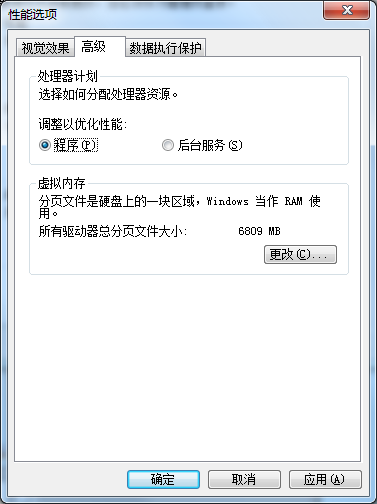 性能选项
视觉效果 高级 数据执行保护
处理器计划
选择如何分配处理器资源。
调整以优化性能:
程序(P) 后台服务(S)
虚拟内存
分页文件是硬盘上的一块区域，Windows 当作 RAM 使
用。
所有驱动器总分页文件大小: 6809 MB
更改(C)...
确定 取消 应用(A)